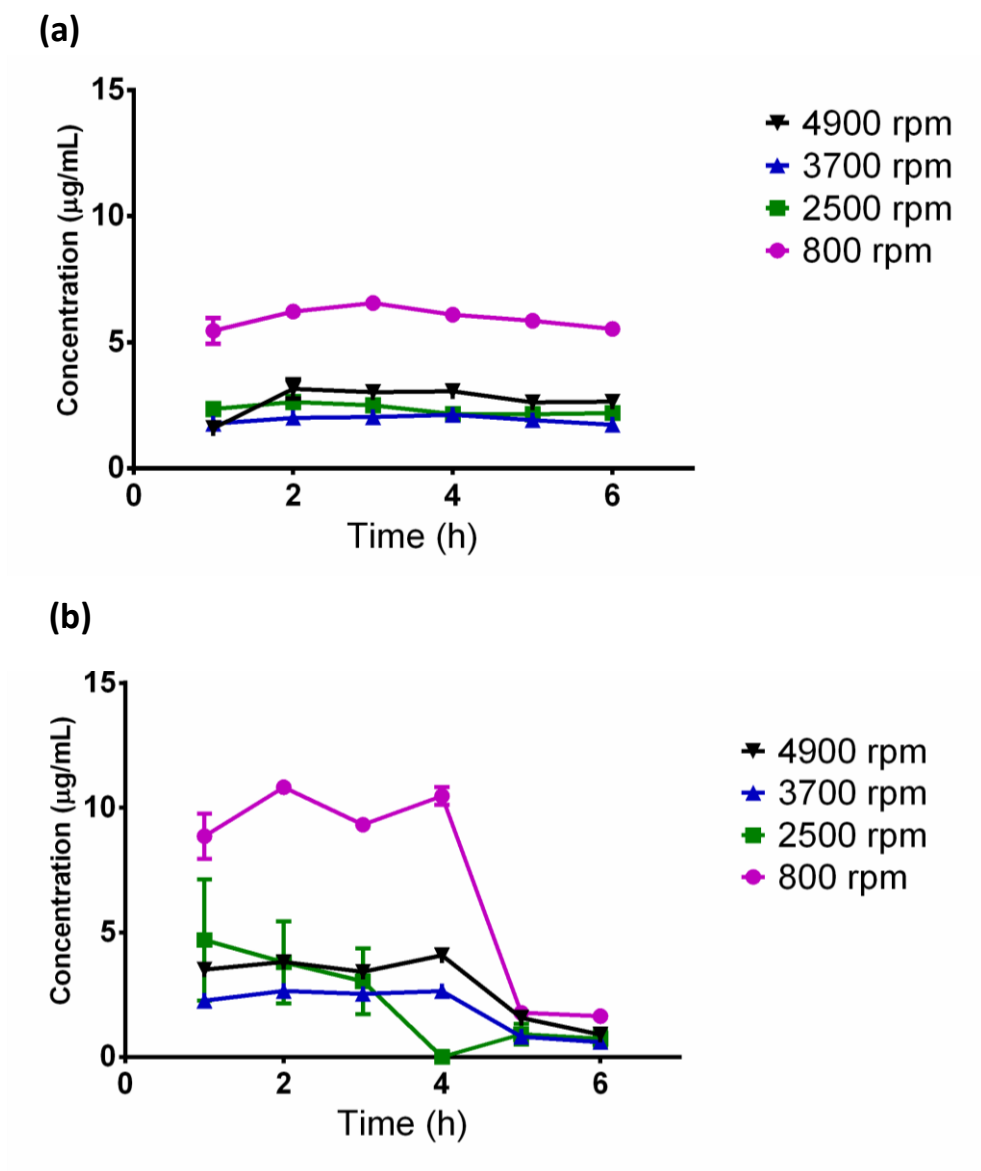 (a)
15
10
5
0
Concentration (µg/mL)
0 2 4 6
Time (h)
4900 rpm
3700 rpm
2500 rpm
800 rpm
(b)
15
10
5
0
Concentration (µg/mL)
0 2 4 6
Time (h)
4900 rpm
3700 rpm
2500 rpm
800 rpm